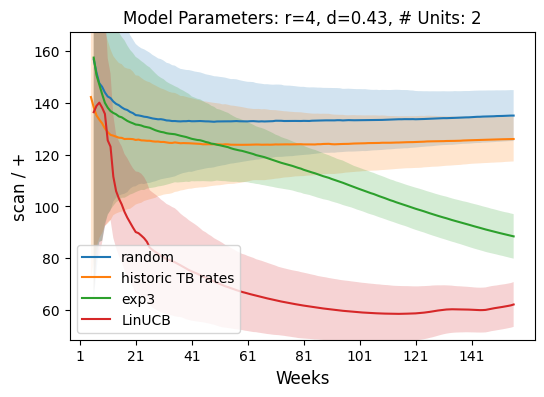 Model Parameters: r=4, d=0.43, # Units: 2
160
140
120
100
80
60
scan / +
random
historic TB rates
exp3
LinUCB
1 21 41 61 81 101 121 141
Weeks